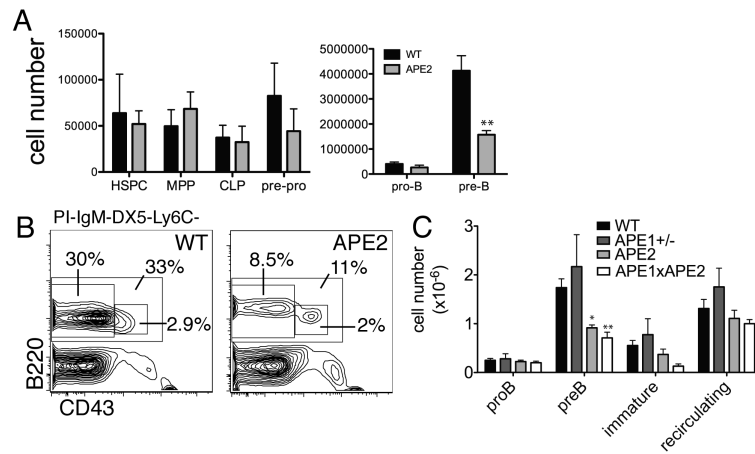 A
cell number
150000
100000
50000
0
HSPC
MPP
CLP
pre-pro
5000000
4000000
3000000
2000000
1000000
0
WT
APE2
**
pro-B
pre-B
B
PI-IgM-DX5-Ly6C-
WT
30%
33%
2.9%
APE2
8.5%
11%
2%
B220
CD43
C
cell number
(x10⁻⁶)
3
2
1
0
WT
APE1+/-
APE2
APE1xAPE2
*
**
proB
preB
immature
recirculating